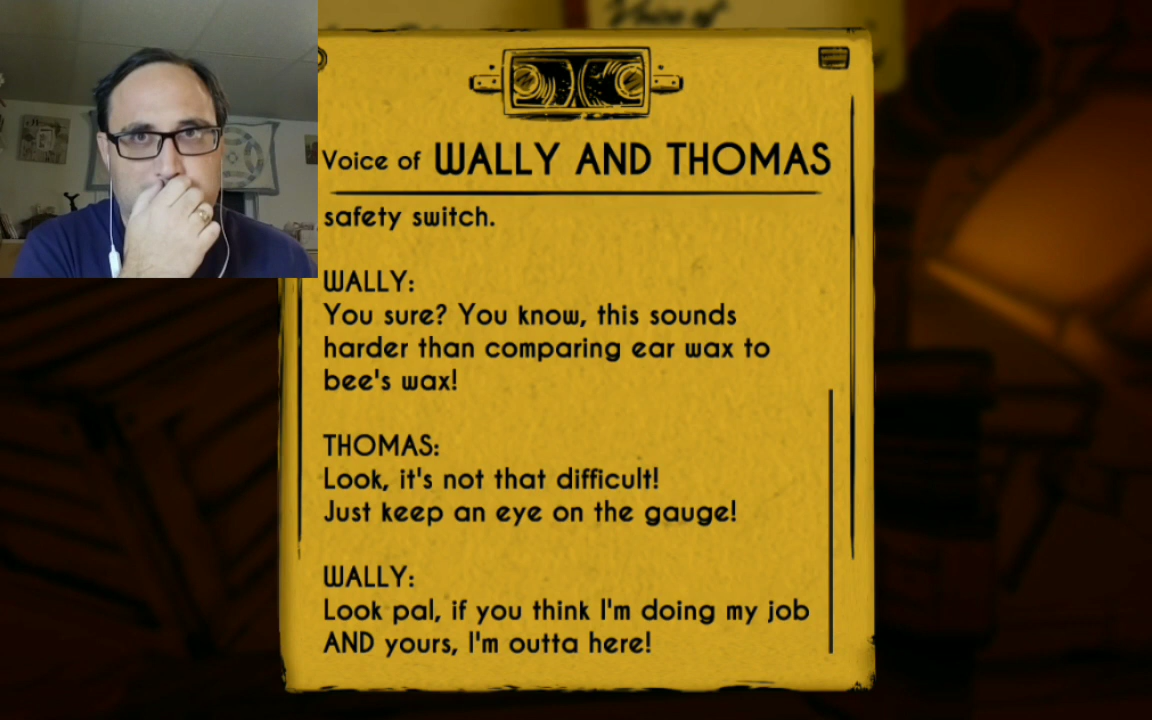 Voice of
Voice of WALLY AND THOMAS
safety switch.
WALLY:
You sure? You know, this sounds
harder than comparing ear wax to
bee's wax!
THOMAS:
Look, it's not that difficult!
Just keep an eye on the gauge!
WALLY:
Look pal, if you think I'm doing my job
AND yours, I'm outta here!